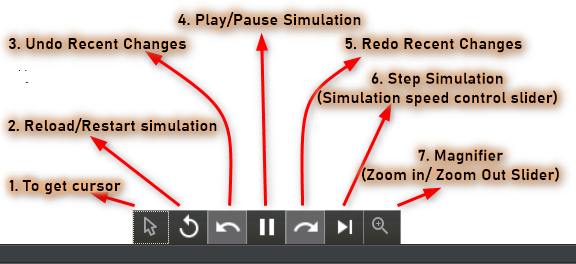 4. Play/Pause Simulation
3. Undo Recent Changes
5. Redo Recent Changes
6. Step Simulation
(Simulation speed control slider)
2. Reload/Restart simulation
7. Magnifier
(Zoom in/ Zoom Out Slider)
1. To get cursor